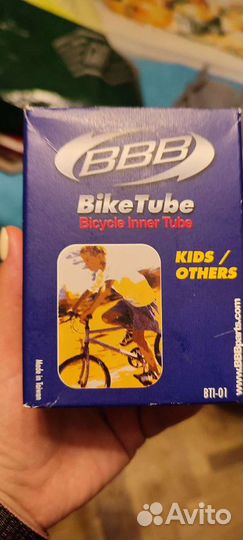 BBB
BikeTube
Bicycle Inner Tube
KIDS /
OTHERS
Made in Taiwan
www.BBBparts.com
BTI-01
Avito